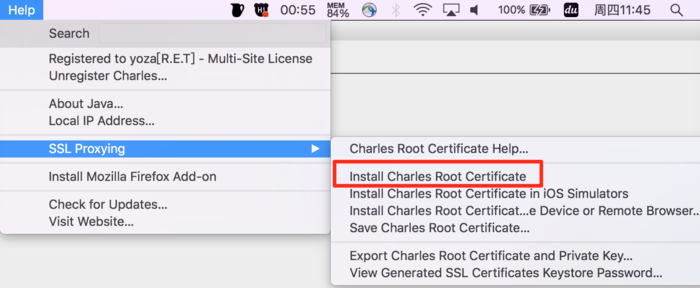 Help
00:55
MEM
84%
100%
du
周四11:45
Search
Registered to yoza[R.E.T] - Multi-Site License
Unregister Charles...
About Java...
Local IP Address...
SSL Proxying
Install Mozilla Firefox Add-on
Check for Updates...
Visit Website...
Charles Root Certificate Help...
Install Charles Root Certificate
Install Charles Root Certificate in iOS Simulators
Install Charles Root Certificat...e Device or Remote Browser...
Save Charles Root Certificate...
Export Charles Root Certificate and Private Key...
View Generated SSL Certificates Keystore Password...